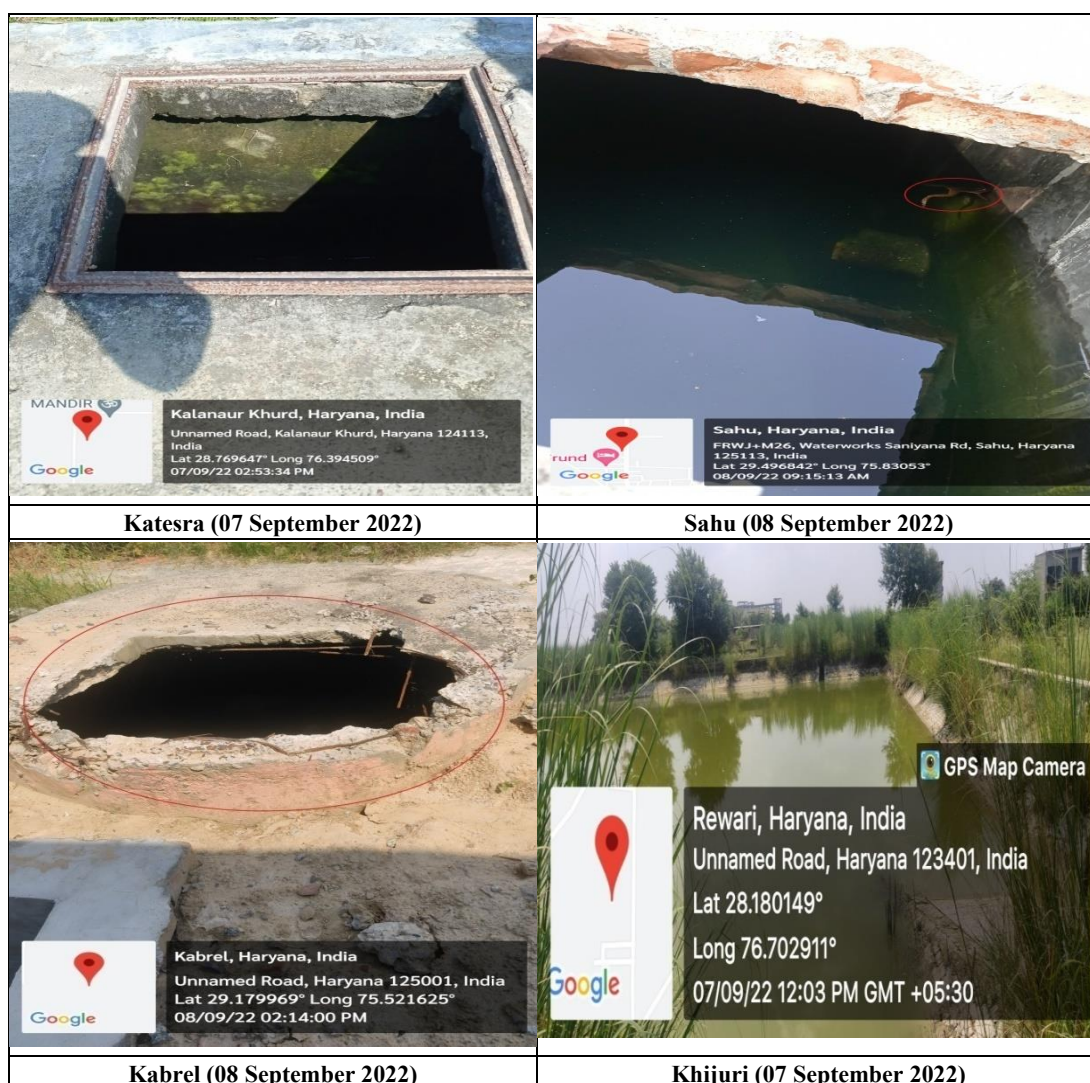 MANDIR
Google
Kalanaur Khurd, Haryana, India
Unnamed Road, Kalanaur Khurd, Haryana 124113,
India
Lat 28.769647° Long 76.394509°
07/09/22 02:53:34 PM
rund
Google
Sahu, Haryana, India
FRWJ+M26, Waterworks Saniyana Rd, Sahu, Haryana
125113, India
Lat 29.496842° Long 75.83053°
08/09/22 09:15:13 AM
Katesra (07 September 2022)
Sahu (08 September 2022)
Google
Kabrel, Haryana, India
Unnamed Road, Haryana 125001, India
Lat 29.179969° Long 75.521625°
08/09/22 02:14:00 PM
GPS Map Camera
Google
Rewari, Haryana, India
Unnamed Road, Haryana 123401, India
Lat 28.180149°
Long 76.702911°
07/09/22 12:03 PM GMT +05:30
Kabrel (08 September 2022)
Khijuri (07 September 2022)